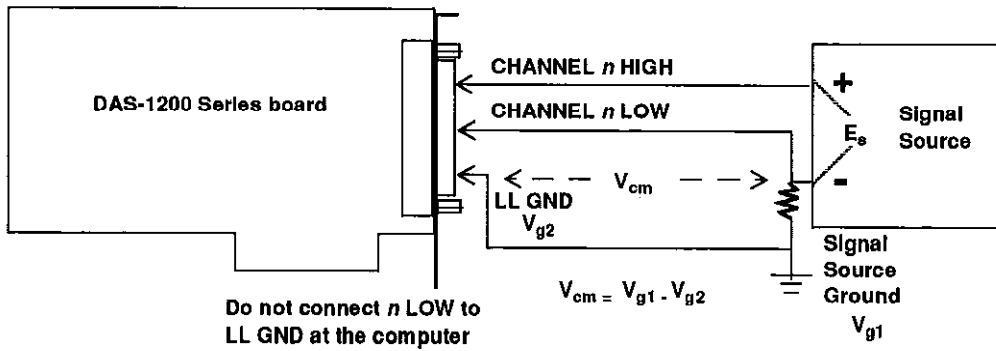 CHANNEL n HIGH
DAS-1200 Series board
+
Signal
Source
CHANNEL n LOW
Es
-
Vcm
LL GND
Vg2
Signal
Source
Ground
Vg1
Vcm = Vg1 - Vg2
Do not connect n LOW to
LL GND at the computer